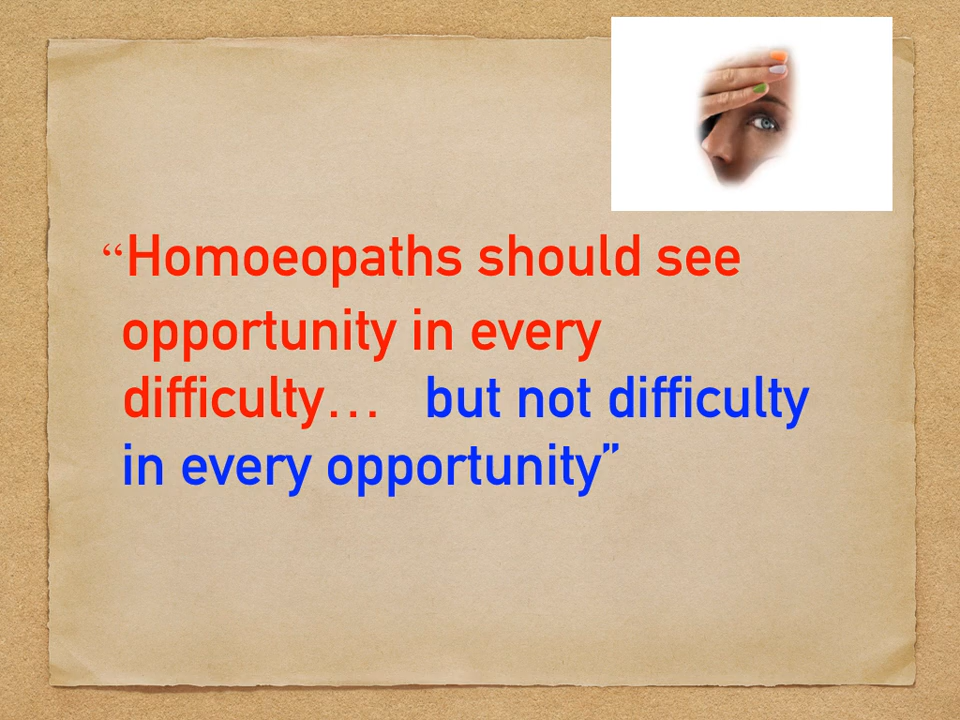 “Homoeopaths should see
opportunity in every
difficulty... but not difficulty
in every opportunity”